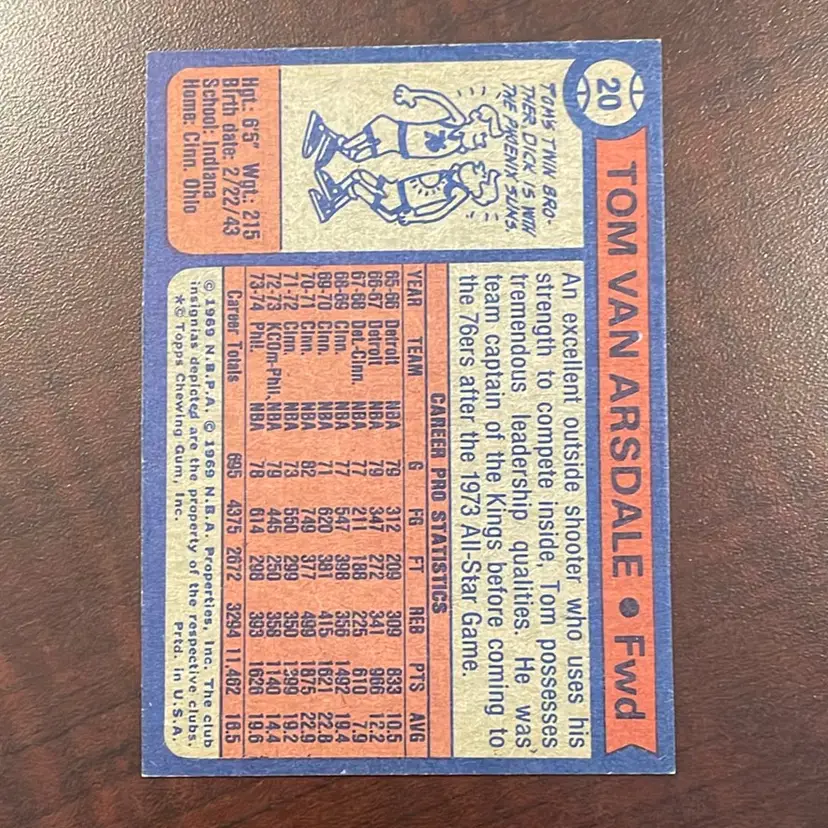 20
TOM VAN ARSDALE • Fwd
TOM'S TWIN BRO-
THER DICK IS WITH
THE PHOENIX SUNS.
Hgt.: 6'5" Wgt.: 215
Birth date: 2/22/43
School: Indiana
Home: Cinn. Ohio
An excellent outside shooter who uses his
strength to compete inside, Tom possesses
tremendous leadership qualities. He was
team captain of the Kings before coming to
the 76ers after the 1973 All-Star Game.
CAREER PRO STATISTICS
YEAR TEAM G FG FT REB PTS AVG
65-66 Detroit NBA 79 312 209 309 833 10.5
66-67 Detroit NBA 79 347 272 341 966 12.2
67-68 Det.-Cinn. NBA 77 211 188 225 610 7.9
68-69 Cinn. NBA 77 547 398 356 1492 19.4
69-70 Cinn. NBA 71 620 381 415 1621 22.8
70-71 Cinn. NBA 82 749 377 499 1875 22.9
71-72 Cinn. NBA 73 550 299 350 1399 19.2
72-73 KCOm-Phil. NBA 79 445 250 358 1140 14.4
73-74 Phil. NBA 78 614 298 393 1526 19.6
Career Totals 695 4375 2672 3294 11,462 16.5
© 1969 N.B.P.A. © 1969 N.B.A. Properties, Inc. The club
insignias depicted are the property of the respective clubs.
*© Topps Chewing Gum, Inc. Prtd. in U.S.A.